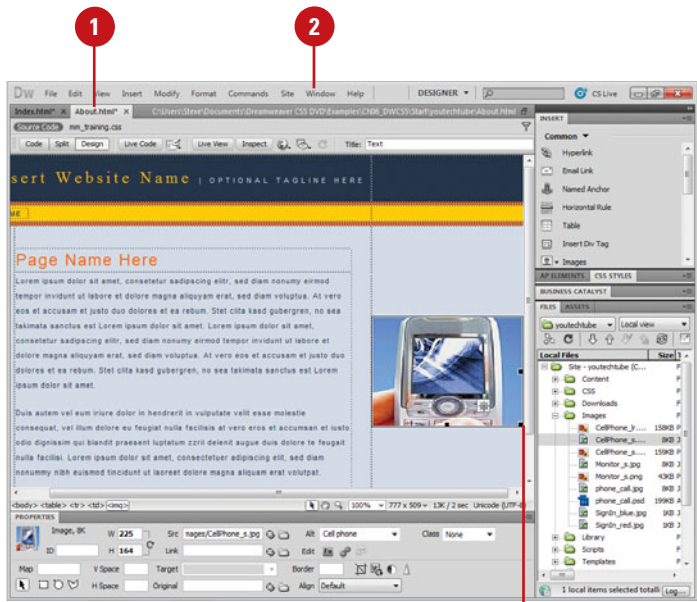 1
2
DW File Edit View Insert Modify Format Commands Site Window Help DESIGNER CS Live
Index.html* × About.html* × C:\Users\Steve\Documents\Dreamweaver CS5 DVD\Examples\Ch06_DWCS5\Start\youtechtube\About.html
Source Code mm_training.css
Code Split Design Live Code Live View Inspect Title: Text
sert Website Name | OPTIONAL TAGLINE HERE
ME
Page Name Here
Lorem ipsum dolor sit amet, consetetur sadipscing elitr, sed diam nonumy eirmod
tempor invidunt ut labore et dolore magna aliquyam erat, sed diam voluptua. At vero
eos et accusam et justo duo dolores et ea rebum. Stet clita kasd gubergren, no sea
takimata sanctus est Lorem ipsum dolor sit amet. Lorem ipsum dolor sit amet,
consetetur sadipscing elitr, sed diam nonumy eirmod tempor invidunt ut labore et
dolore magna aliquyam erat, sed diam voluptua. At vero eos et accusam et justo duo
dolores et ea rebum. Stet clita kasd gubergren, no sea takimata sanctus est Lorem
ipsum dolor sit amet.
Duis autem vel eum iriure dolor in hendrerit in vulputate velit esse molestie
consequat, vel illum dolore eu feugiat nulla facilisis at vero eros et accumsan et iusto
odio dignissim qui blandit praesent luptatum zzril delenit augue duis dolore te feugait
nulla facilisi. Lorem ipsum dolor sit amet, consectetuer adipiscing elit, sed diam
nonummy nibh euismod tincidunt ut laoreet dolore magna aliquam erat volutpat.
<body> <table> <tr> <td> <img> 100% 777 x 509 13K / 2 sec Unicode (UTF-8)
PROPERTIES
Image, 8K W 225 Src nages/CellPhone_s.jpg Alt Cell phone Class None
ID H 164 Link Edit
Map V Space Target Border
H Space Original Align Default
INSERT
Common
Hyperlink
Email Link
Named Anchor
Horizontal Rule
Table
Insert Div Tag
Images
AP ELEMENTS CSS STYLES
BUSINESS CATALYST
FILES ASSETS
youtechtube Local view
Local Files Size
Site - youtechtube (C...
Content
CSS
Downloads
Images
CellPhone_l-... 158KB
CellPhone_s.... 8KB
CellPhone_s.... 159KB
Monitor_s.jpg 8KB
Monitor_s.png 43KB
phone_call.jpg 8KB
phone_call.psd 199KB
SignIn_blue.jpg 1KB
SignIn_red.jpg 1KB
Library
Scripts
Templates
1 local items selected totalli Log...